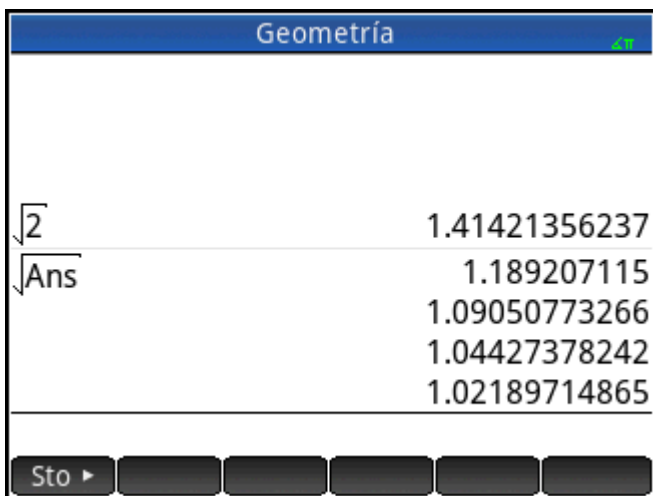 Geometría
∡π
√2 1.41421356237
√Ans 1.189207115
1.09050773266
1.04427378242
1.02189714865
Sto ▸